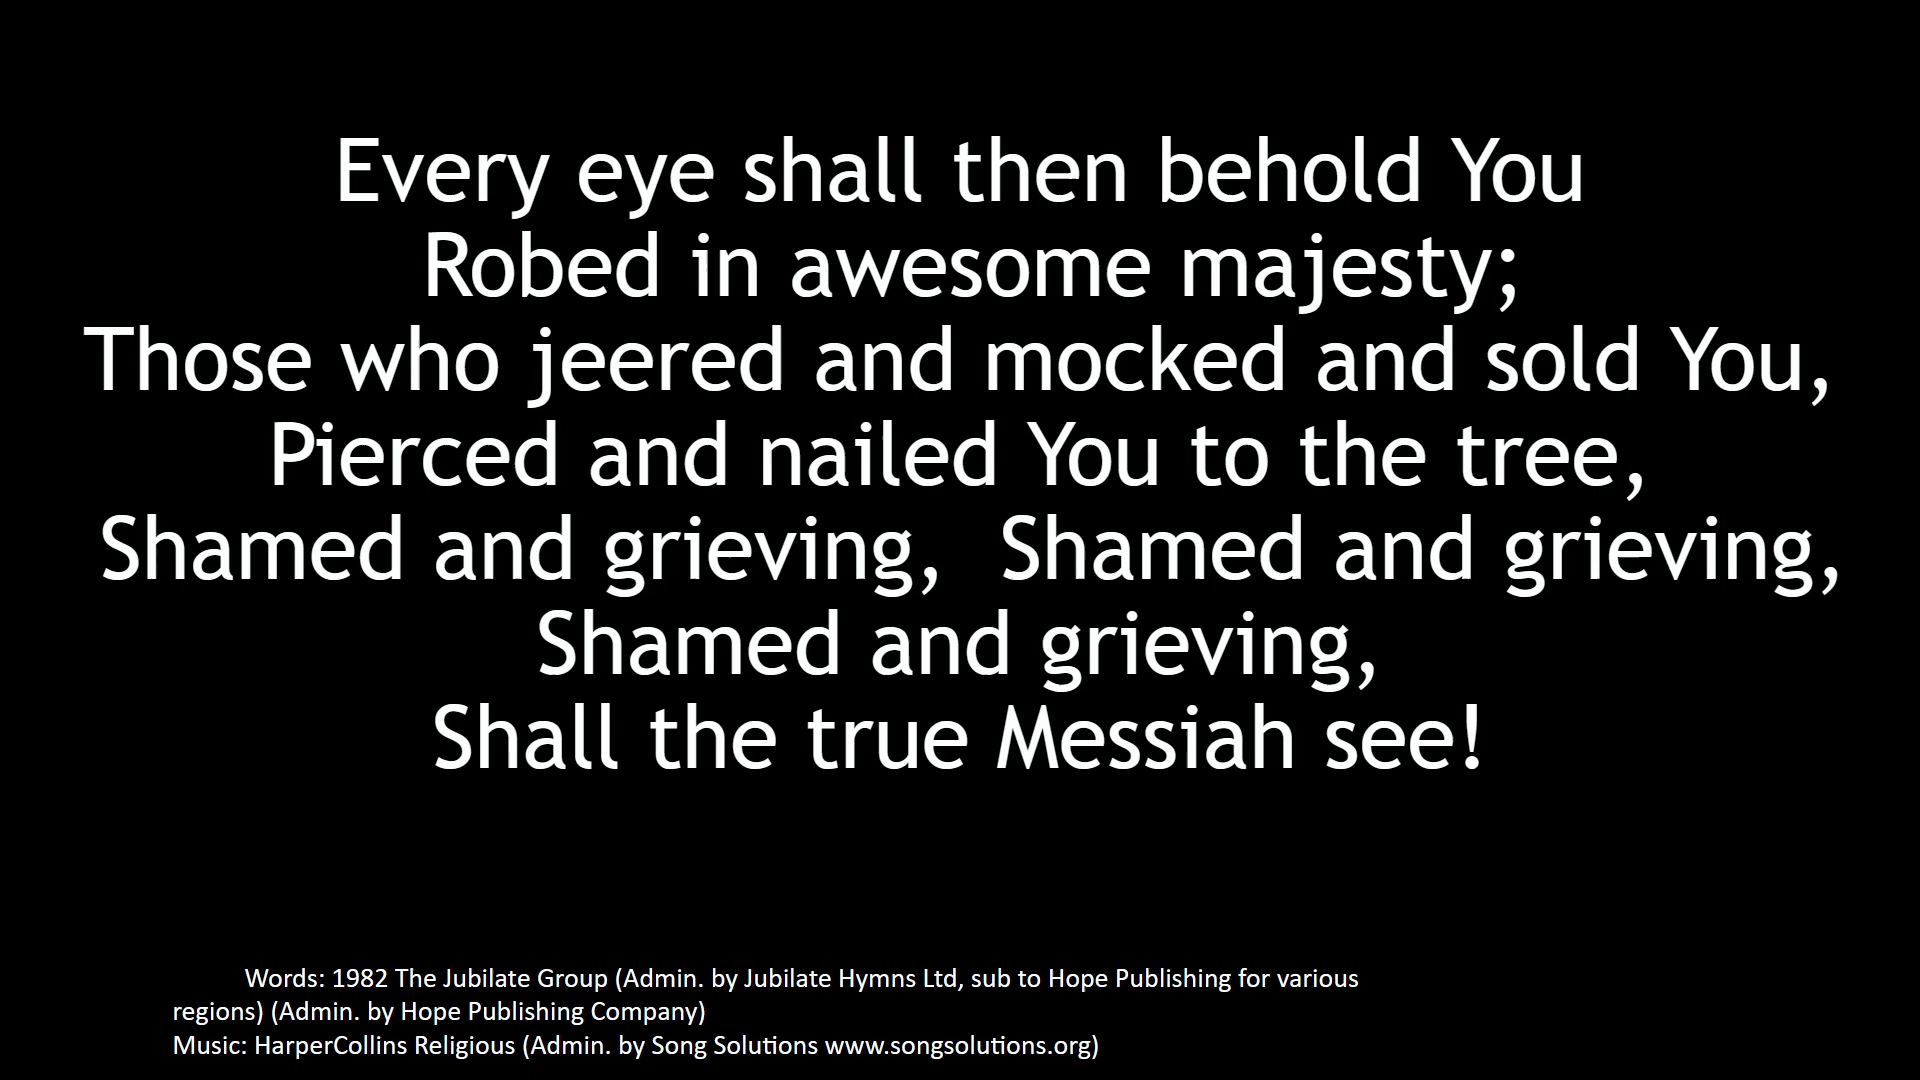 Every eye shall then behold You
Robed in awesome majesty;
Those who jeered and mocked and sold You,
Pierced and nailed You to the tree,
Shamed and grieving,  Shamed and grieving,
Shamed and grieving,
Shall the true Messiah see!
Words: 1982 The Jubilate Group (Admin. by Jubilate Hymns Ltd, sub to Hope Publishing for various
regions) (Admin. by Hope Publishing Company)
Music: HarperCollins Religious (Admin. by Song Solutions www.songsolutions.org)